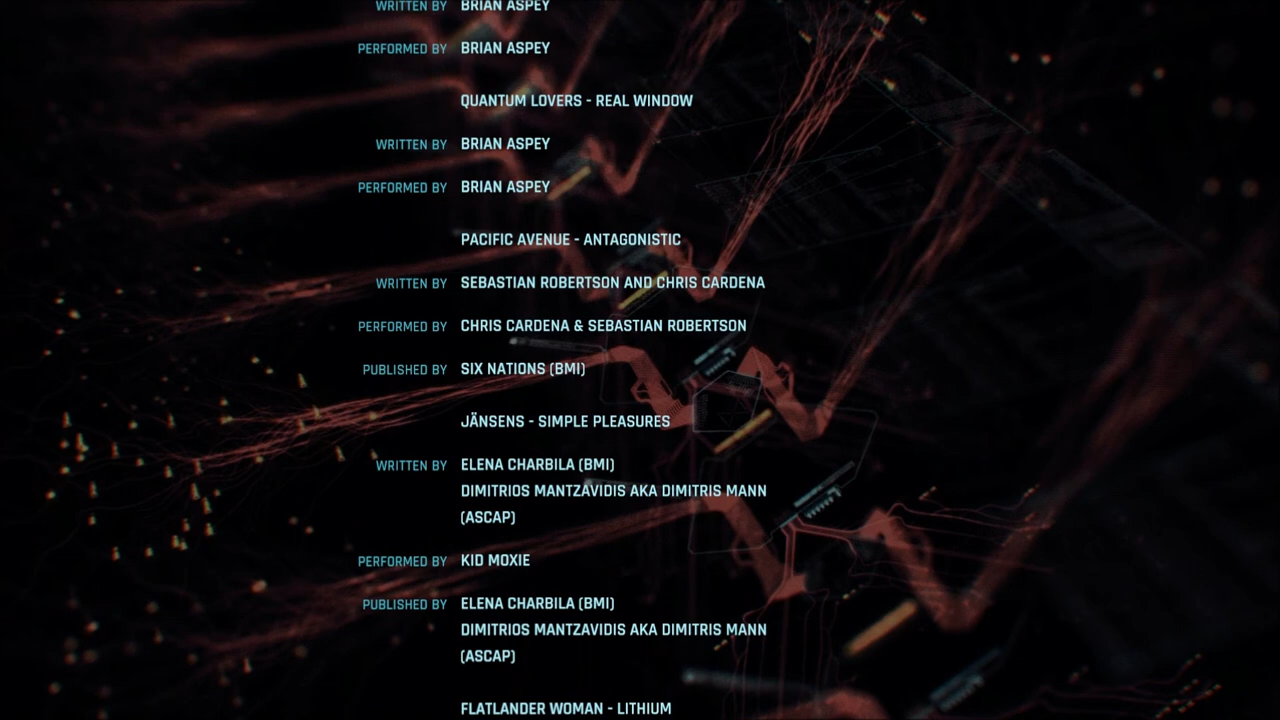 WRITTEN BY BRIAN ASPEY
PERFORMED BY BRIAN ASPEY
QUANTUM LOVERS - REAL WINDOW
WRITTEN BY BRIAN ASPEY
PERFORMED BY BRIAN ASPEY
PACIFIC AVENUE - ANTAGONISTIC
WRITTEN BY SEBASTIAN ROBERTSON AND CHRIS CARDENA
PERFORMED BY CHRIS CARDENA & SEBASTIAN ROBERTSON
PUBLISHED BY SIX NATIONS (BMI)
JÄNSENS - SIMPLE PLEASURES
WRITTEN BY ELENA CHARBILA (BMI)
DIMITRIOS MANTZAVIDIS AKA DIMITRIS MANN
(ASCAP)
PERFORMED BY KID MOXIE
PUBLISHED BY ELENA CHARBILA (BMI)
DIMITRIOS MANTZAVIDIS AKA DIMITRIS MANN
(ASCAP)
FLATLANDER WOMAN - LITHIUM